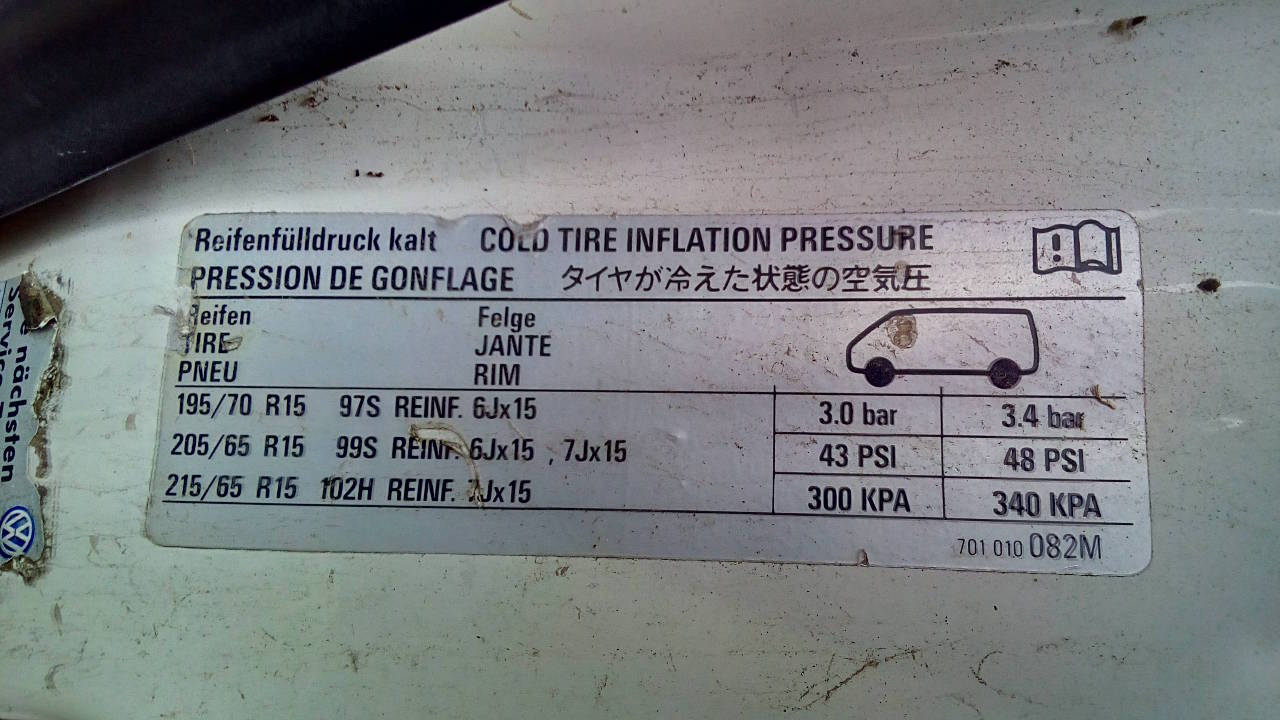 Reifenfülldruck kalt COLD TIRE INFLATION PRESSURE
PRESSION DE GONFLAGE タイヤが冷えた状態の空気圧
Reifen Felge
TIRE JANTE
PNEU RIM
195/70 R15 97S REINF. 6Jx15 3.0 bar 3.4 bar
205/65 R15 99S REINF. 6Jx15 , 7Jx15 43 PSI 48 PSI
215/65 R15 102H REINF. 7Jx15 300 KPA 340 KPA
701 010 082M
nächsten
Service
VW